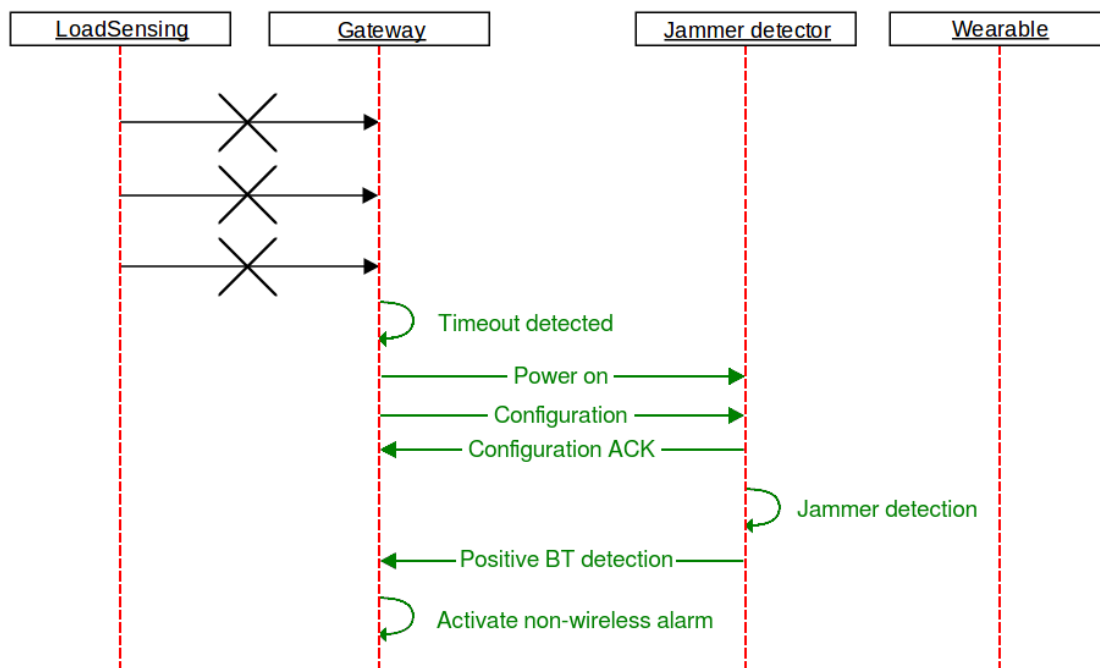 LoadSensing
Gateway
Jammer detector
Wearable
Timeout detected
Power on
Configuration
Configuration ACK
Jammer detection
Positive BT detection
Activate non-wireless alarm